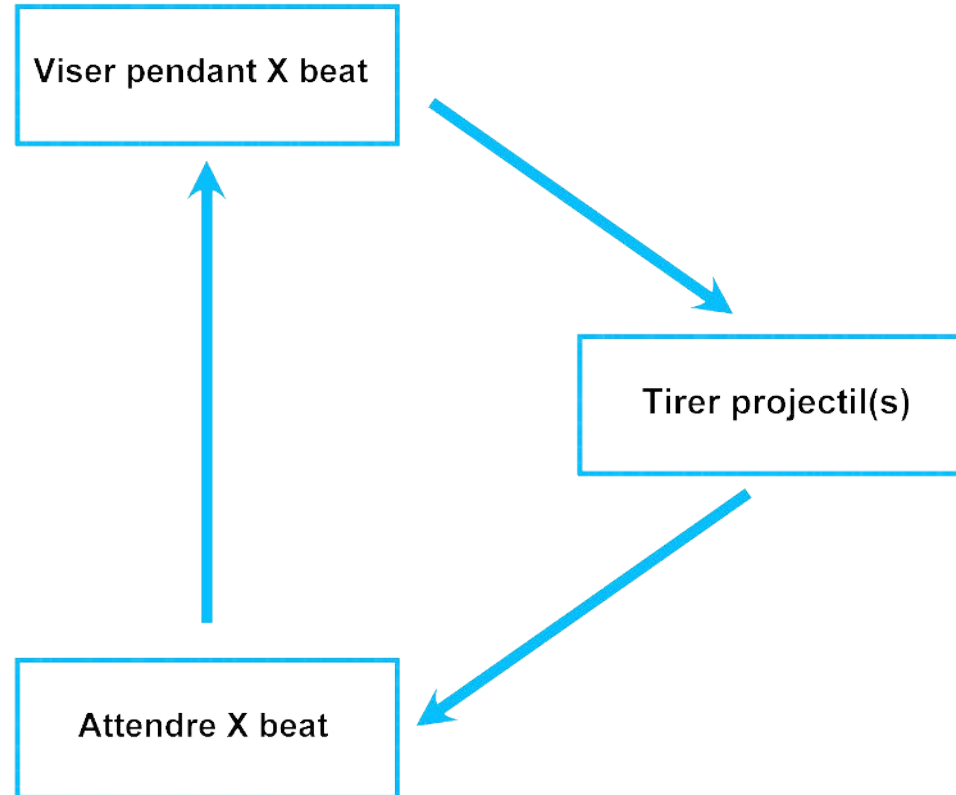 Viser pendant X beat
Tirer projectil(s)
Attendre X beat